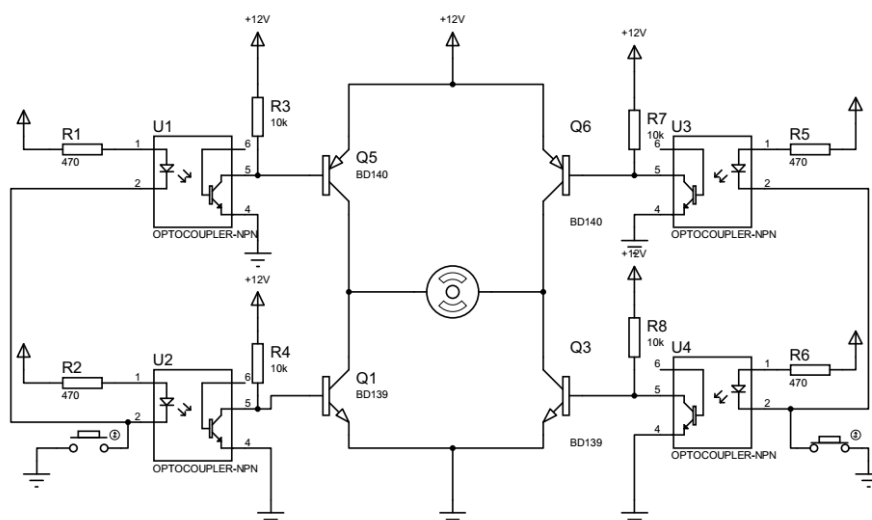 +12V
+12V
+12V
R3
10k
R1
470
U1
1
2
6
5
4
OPTOCOUPLER-NPN
Q5
BD140
Q6
BD140
R7
10k
U3
6
5
4
1
2
OPTOCOUPLER-NPN
R5
470
+12V
+12V
R4
10k
R2
470
U2
1
2
6
5
4
OPTOCOUPLER-NPN
Q1
BD139
Q3
BD139
R8
10k
U4
6
5
4
1
2
OPTOCOUPLER-NPN
R6
470